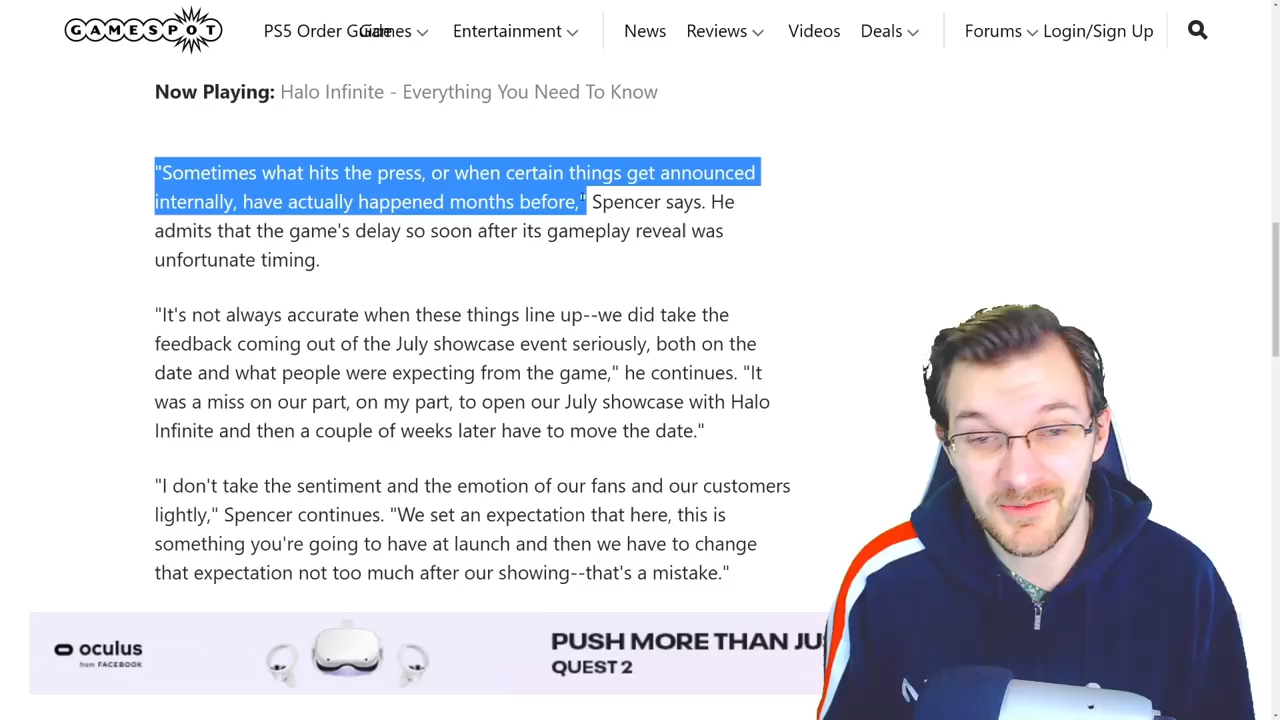 GAMESPOT
PS5 Order Guide Games Entertainment News Reviews Videos Deals Forums Login/Sign Up
Now Playing: Halo Infinite - Everything You Need To Know
"Sometimes what hits the press, or when certain things get announced
internally, have actually happened months before," Spencer says. He
admits that the game's delay so soon after its gameplay reveal was
unfortunate timing.
"It's not always accurate when these things line up--we did take the
feedback coming out of the July showcase event seriously, both on the
date and what people were expecting from the game," he continues. "It
was a miss on our part, on my part, to open our July showcase with Halo
Infinite and then a couple of weeks later have to move the date."
"I don't take the sentiment and the emotion of our fans and our customers
lightly," Spencer continues. "We set an expectation that here, this is
something you're going to have at launch and then we have to change
that expectation not too much after our showing--that's a mistake."
oculus
from FACEBOOK
PUSH MORE THAN JU
QUEST 2